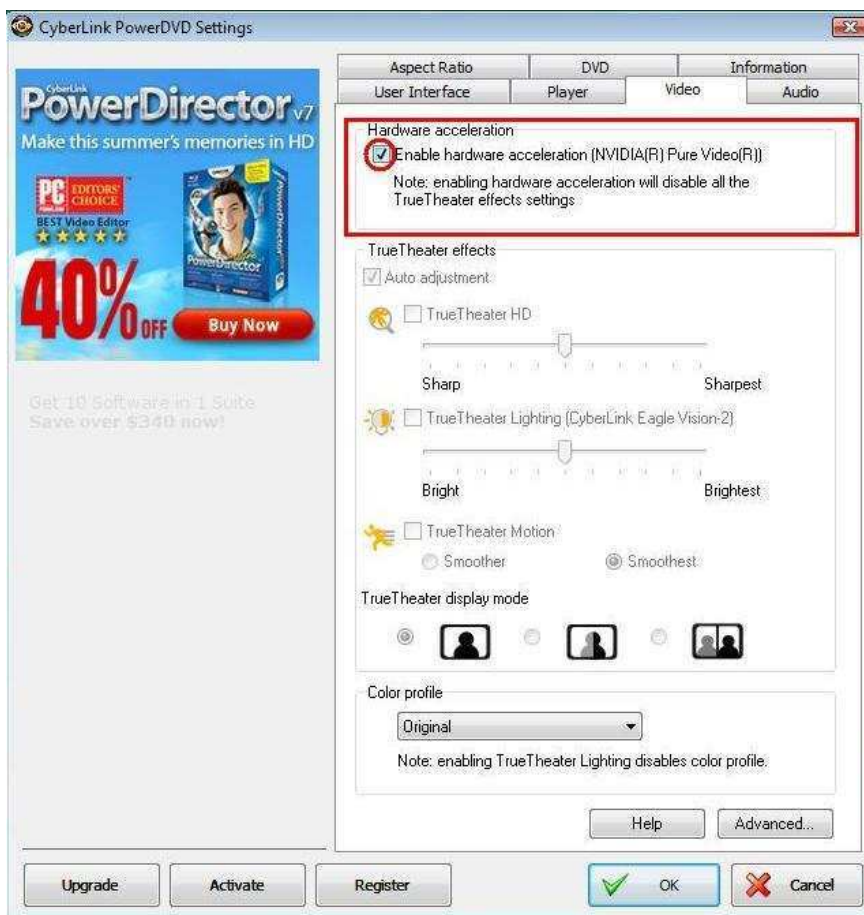 CyberLink PowerDVD Settings
CyberLink
PowerDirector v7
Make this summer's memories in HD
PC EDITORS' CHOICE
BEST Video Editor
PowerDirector
40% OFF
Buy Now
Get 10 Software in 1 Suite
Save over $340 now!
Aspect Ratio DVD Information
User Interface Player Video Audio
Hardware acceleration
Enable hardware acceleration (NVIDIA(R) Pure Video(R))
Note: enabling hardware acceleration will disable all the
TrueTheater effects settings
TrueTheater effects
Auto adjustment
TrueTheater HD
Sharp Sharpest
TrueTheater Lighting (CyberLink Eagle Vision-2)
Bright Brightest
TrueTheater Motion
Smoother Smoothest
TrueTheater display mode
Color profile
Original
Note: enabling TrueTheater Lighting disables color profile.
Help Advanced...
Upgrade Activate Register OK Cancel